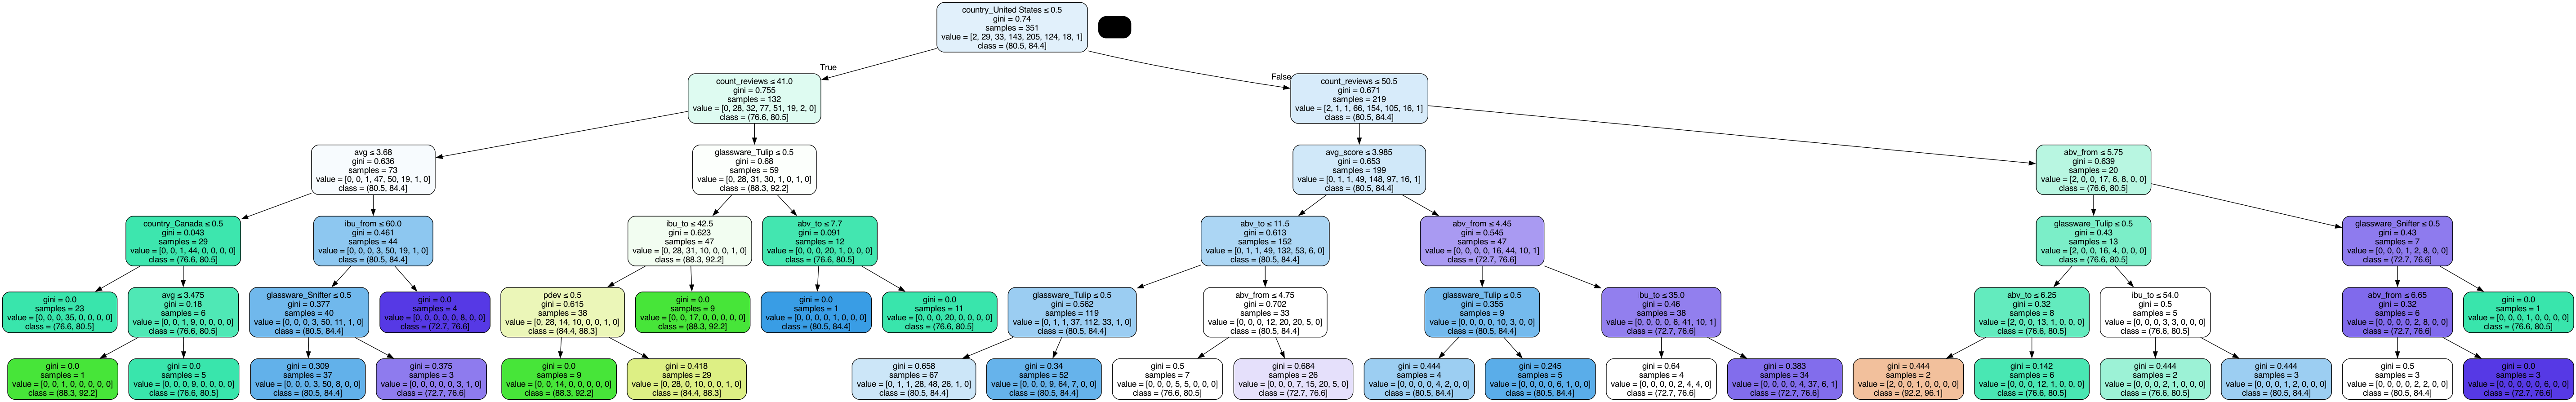 country_United States ≤ 0.5
gini = 0.74
samples = 351
value = [2, 29, 33, 143, 205, 124, 18, 1]
class = (80.5, 84.4]
True
False
count_reviews ≤ 41.0
gini = 0.755
samples = 132
value = [0, 28, 32, 77, 51, 19, 2, 0]
class = (76.6, 80.5]
count_reviews ≤ 50.5
gini = 0.671
samples = 219
value = [2, 1, 1, 66, 154, 105, 16, 1]
class = (80.5, 84.4]
avg ≤ 3.68
gini = 0.636
samples = 73
value = [0, 0, 1, 47, 50, 19, 1, 0]
class = (80.5, 84.4]
glassware_Tulip ≤ 0.5
gini = 0.68
samples = 59
value = [0, 28, 31, 30, 1, 0, 1, 0]
class = (88.3, 92.2]
avg_score ≤ 3.985
gini = 0.653
samples = 199
value = [0, 1, 1, 49, 148, 97, 16, 1]
class = (80.5, 84.4]
abv_from ≤ 5.75
gini = 0.639
samples = 20
value = [2, 0, 0, 17, 6, 8, 0, 0]
class = (76.6, 80.5]
country_Canada ≤ 0.5
gini = 0.043
samples = 29
value = [0, 0, 1, 44, 0, 0, 0, 0]
class = (76.6, 80.5]
ibu_from ≤ 60.0
gini = 0.461
samples = 44
value = [0, 0, 0, 3, 50, 19, 1, 0]
class = (80.5, 84.4]
ibu_to ≤ 42.5
gini = 0.623
samples = 47
value = [0, 28, 31, 10, 0, 0, 1, 0]
class = (88.3, 92.2]
abv_to ≤ 7.7
gini = 0.091
samples = 12
value = [0, 0, 0, 20, 1, 0, 0, 0]
class = (76.6, 80.5]
abv_to ≤ 11.5
gini = 0.613
samples = 152
value = [0, 1, 1, 49, 132, 53, 6, 0]
class = (80.5, 84.4]
abv_from ≤ 4.45
gini = 0.545
samples = 47
value = [0, 0, 0, 0, 16, 44, 10, 1]
class = (72.7, 76.6]
glassware_Tulip ≤ 0.5
gini = 0.43
samples = 13
value = [2, 0, 0, 16, 4, 0, 0, 0]
class = (76.6, 80.5]
glassware_Snifter ≤ 0.5
gini = 0.43
samples = 7
value = [0, 0, 0, 1, 2, 8, 0, 0]
class = (72.7, 76.6]
gini = 0.0
samples = 23
value = [0, 0, 0, 35, 0, 0, 0, 0]
class = (76.6, 80.5]
avg ≤ 3.475
gini = 0.18
samples = 6
value = [0, 0, 1, 9, 0, 0, 0, 0]
class = (76.6, 80.5]
glassware_Snifter ≤ 0.5
gini = 0.377
samples = 40
value = [0, 0, 0, 3, 50, 11, 1, 0]
class = (80.5, 84.4]
gini = 0.0
samples = 4
value = [0, 0, 0, 0, 0, 8, 0, 0]
class = (72.7, 76.6]
pdev ≤ 0.5
gini = 0.615
samples = 38
value = [0, 28, 14, 10, 0, 0, 1, 0]
class = (84.4, 88.3]
gini = 0.0
samples = 9
value = [0, 0, 17, 0, 0, 0, 0, 0]
class = (88.3, 92.2]
gini = 0.0
samples = 1
value = [0, 0, 0, 0, 1, 0, 0, 0]
class = (80.5, 84.4]
gini = 0.0
samples = 11
value = [0, 0, 0, 20, 0, 0, 0, 0]
class = (76.6, 80.5]
glassware_Tulip ≤ 0.5
gini = 0.562
samples = 119
value = [0, 1, 1, 37, 112, 33, 1, 0]
class = (80.5, 84.4]
abv_from ≤ 4.75
gini = 0.702
samples = 33
value = [0, 0, 0, 12, 20, 20, 5, 0]
class = (80.5, 84.4]
glassware_Tulip ≤ 0.5
gini = 0.355
samples = 9
value = [0, 0, 0, 0, 10, 3, 0, 0]
class = (80.5, 84.4]
ibu_to ≤ 35.0
gini = 0.46
samples = 38
value = [0, 0, 0, 0, 6, 41, 10, 1]
class = (72.7, 76.6]
abv_to ≤ 6.25
gini = 0.32
samples = 8
value = [2, 0, 0, 13, 1, 0, 0, 0]
class = (76.6, 80.5]
ibu_to ≤ 54.0
gini = 0.5
samples = 5
value = [0, 0, 0, 3, 3, 0, 0, 0]
class = (76.6, 80.5]
abv_from ≤ 6.65
gini = 0.32
samples = 6
value = [0, 0, 0, 0, 2, 8, 0, 0]
class = (72.7, 76.6]
gini = 0.0
samples = 1
value = [0, 0, 0, 1, 0, 0, 0, 0]
class = (76.6, 80.5]
gini = 0.0
samples = 1
value = [0, 0, 1, 0, 0, 0, 0, 0]
class = (88.3, 92.2]
gini = 0.0
samples = 5
value = [0, 0, 0, 9, 0, 0, 0, 0]
class = (76.6, 80.5]
gini = 0.309
samples = 37
value = [0, 0, 0, 3, 50, 8, 0, 0]
class = (80.5, 84.4]
gini = 0.375
samples = 3
value = [0, 0, 0, 0, 0, 3, 1, 0]
class = (72.7, 76.6]
gini = 0.0
samples = 9
value = [0, 0, 14, 0, 0, 0, 0, 0]
class = (88.3, 92.2]
gini = 0.418
samples = 29
value = [0, 28, 0, 10, 0, 0, 1, 0]
class = (84.4, 88.3]
gini = 0.658
samples = 67
value = [0, 1, 1, 28, 48, 26, 1, 0]
class = (80.5, 84.4]
gini = 0.34
samples = 52
value = [0, 0, 0, 9, 64, 7, 0, 0]
class = (80.5, 84.4]
gini = 0.5
samples = 7
value = [0, 0, 0, 5, 5, 0, 0, 0]
class = (76.6, 80.5]
gini = 0.684
samples = 26
value = [0, 0, 0, 7, 15, 20, 5, 0]
class = (72.7, 76.6]
gini = 0.444
samples = 4
value = [0, 0, 0, 0, 4, 2, 0, 0]
class = (80.5, 84.4]
gini = 0.245
samples = 5
value = [0, 0, 0, 0, 6, 1, 0, 0]
class = (80.5, 84.4]
gini = 0.64
samples = 4
value = [0, 0, 0, 0, 2, 4, 4, 0]
class = (72.7, 76.6]
gini = 0.383
samples = 34
value = [0, 0, 0, 0, 4, 37, 6, 1]
class = (72.7, 76.6]
gini = 0.444
samples = 2
value = [2, 0, 0, 1, 0, 0, 0, 0]
class = (92.2, 96.1]
gini = 0.142
samples = 6
value = [0, 0, 0, 12, 1, 0, 0, 0]
class = (76.6, 80.5]
gini = 0.444
samples = 2
value = [0, 0, 0, 2, 1, 0, 0, 0]
class = (76.6, 80.5]
gini = 0.444
samples = 3
value = [0, 0, 0, 1, 2, 0, 0, 0]
class = (80.5, 84.4]
gini = 0.5
samples = 3
value = [0, 0, 0, 0, 2, 2, 0, 0]
class = (80.5, 84.4]
gini = 0.0
samples = 3
value = [0, 0, 0, 0, 0, 6, 0, 0]
class = (72.7, 76.6]